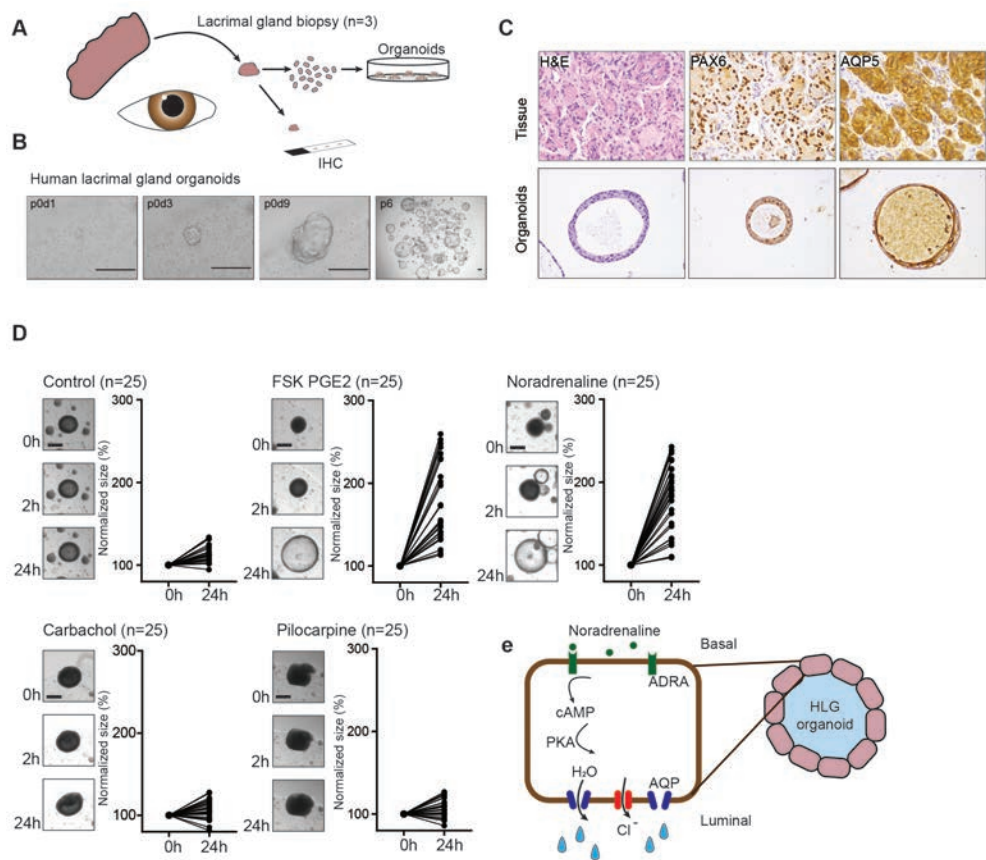 A
Lacrimal gland biopsy (n=3)
Organoids
IHC
B
Human lacrimal gland organoids
p0d1
p0d3
p0d9
p6
C
H&E
PAX6
AQP5
Tissue
Organoids
D
Control (n=25)
0h
2h
24h
Normalized size (%)
300
200
100
0h 24h
FSK PGE2 (n=25)
0h
2h
24h
Normalized size (%)
300
200
100
0h 24h
Noradrenaline (n=25)
0h
2h
24h
Normalized size (%)
300
200
100
0h 24h
Carbachol (n=25)
0h
2h
24h
Normalized size (%)
300
200
100
0h 24h
Pilocarpine (n=25)
0h
2h
24h
Normalized size (%)
300
200
100
0h 24h
e
Noradrenaline
Basal
ADRA
cAMP
PKA
H₂O
AQP
Cl⁻
Luminal
HLG
organoid